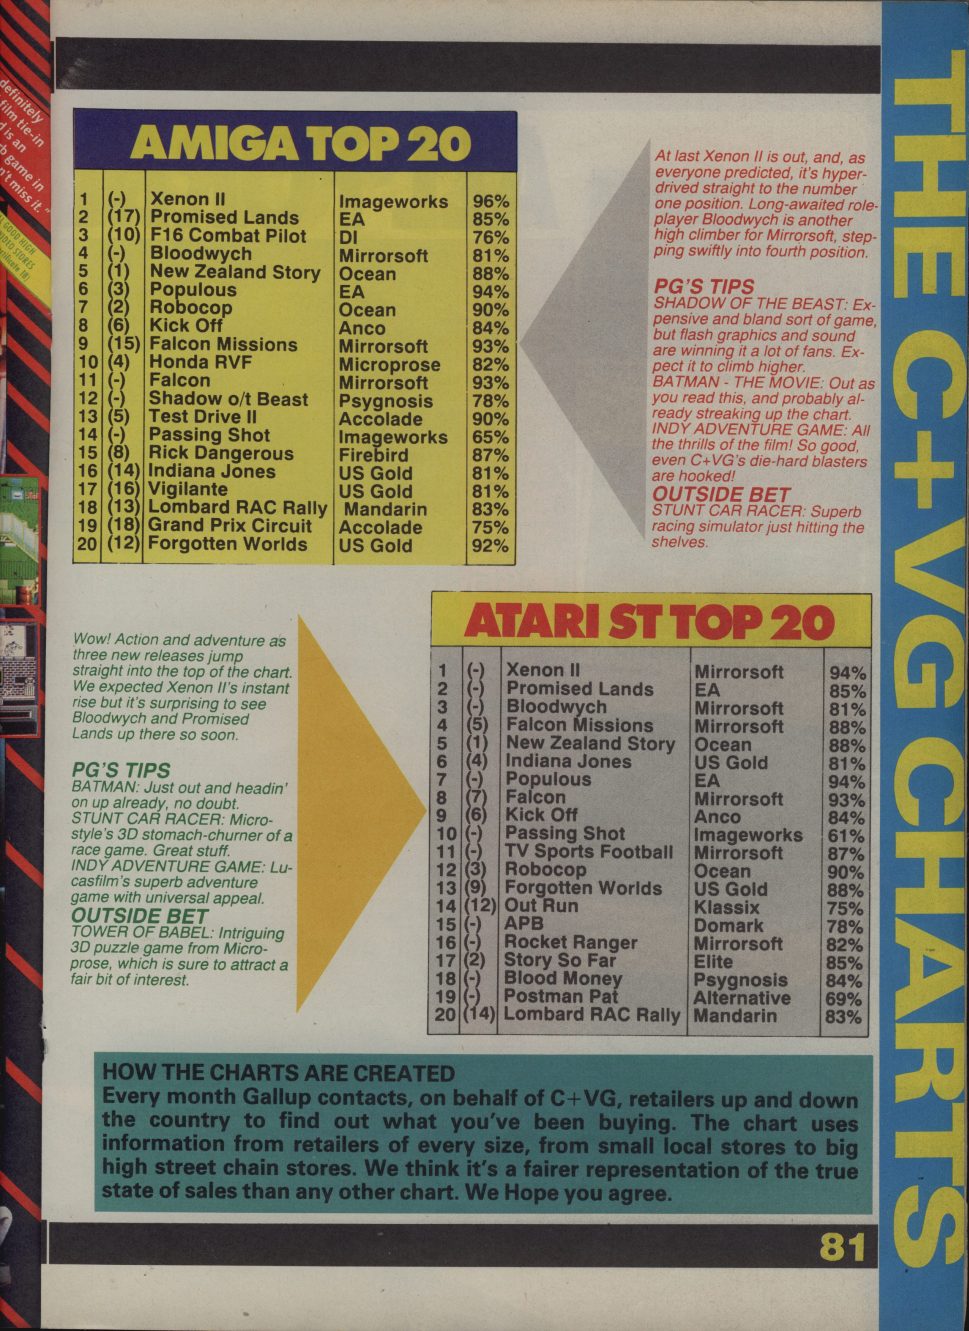 definitely
film tie-in
d is an
b game in
n't miss it."
L GOOD HIGH
VIDEO STORES
AMIGA TOP 20
1 (-) Xenon II Imageworks 96%
2 (17) Promised Lands EA 85%
3 (10) F16 Combat Pilot DI 76%
4 (-) Bloodwych Mirrorsoft 81%
5 (1) New Zealand Story Ocean 88%
6 (3) Populous EA 94%
7 (2) Robocop Ocean 90%
8 (6) Kick Off Anco 84%
9 (15) Falcon Missions Mirrorsoft 93%
10 (4) Honda RVF Microprose 82%
11 (-) Falcon Mirrorsoft 93%
12 (-) Shadow o/t Beast Psygnosis 78%
13 (5) Test Drive II Accolade 90%
14 (-) Passing Shot Imageworks 65%
15 (8) Rick Dangerous Firebird 87%
16 (14) Indiana Jones US Gold 81%
17 (16) Vigilante US Gold 81%
18 (13) Lombard RAC Rally Mandarin 83%
19 (18) Grand Prix Circuit Accolade 75%
20 (12) Forgotten Worlds US Gold 92%
At last Xenon II is out, and, as
everyone predicted, it's hyper-
drived straight to the number
one position. Long-awaited role-
player Bloodwych is another
high climber for Mirrorsoft, step-
ping swiftly into fourth position.
PG'S TIPS
SHADOW OF THE BEAST: Ex-
pensive and bland sort of game,
but flash graphics and sound
are winning it a lot of fans. Ex-
pect it to climb higher.
BATMAN - THE MOVIE: Out as
you read this, and probably al-
ready streaking up the chart.
INDY ADVENTURE GAME: All
the thrills of the film! So good,
even C+VG's die-hard blasters
are hooked!
OUTSIDE BET
STUNT CAR RACER: Superb
racing simulator just hitting the
shelves.
Wow! Action and adventure as
three new releases jump
straight into the top of the chart.
We expected Xenon II's instant
rise but it's surprising to see
Bloodwych and Promised
Lands up there so soon.
PG'S TIPS
BATMAN: Just out and headin'
on up already, no doubt.
STUNT CAR RACER: Micro-
style's 3D stomach-churner of a
race game. Great stuff.
INDY ADVENTURE GAME: Lu-
casfilm's superb adventure
game with universal appeal.
OUTSIDE BET
TOWER OF BABEL: Intriguing
3D puzzle game from Micro-
prose, which is sure to attract a
fair bit of interest.
ATARI ST TOP 20
1 (-) Xenon II Mirrorsoft 94%
2 (-) Promised Lands EA 85%
3 (-) Bloodwych Mirrorsoft 81%
4 (5) Falcon Missions Mirrorsoft 88%
5 (1) New Zealand Story Ocean 88%
6 (4) Indiana Jones US Gold 81%
7 (-) Populous EA 94%
8 (7) Falcon Mirrorsoft 93%
9 (6) Kick Off Anco 84%
10 (-) Passing Shot Imageworks 61%
11 (-) TV Sports Football Mirrorsoft 87%
12 (3) Robocop Ocean 90%
13 (9) Forgotten Worlds US Gold 88%
14 (12) Out Run Klassix 75%
15 (-) APB Domark 78%
16 (-) Rocket Ranger Mirrorsoft 82%
17 (2) Story So Far Elite 85%
18 (-) Blood Money Psygnosis 84%
19 (-) Postman Pat Alternative 69%
20 (14) Lombard RAC Rally Mandarin 83%
HOW THE CHARTS ARE CREATED
Every month Gallup contacts, on behalf of C+VG, retailers up and down
the country to find out what you've been buying. The chart uses
information from retailers of every size, from small local stores to big
high street chain stores. We think it's a fairer representation of the true
state of sales than any other chart. We Hope you agree.
81
THE C+VG CHARTS